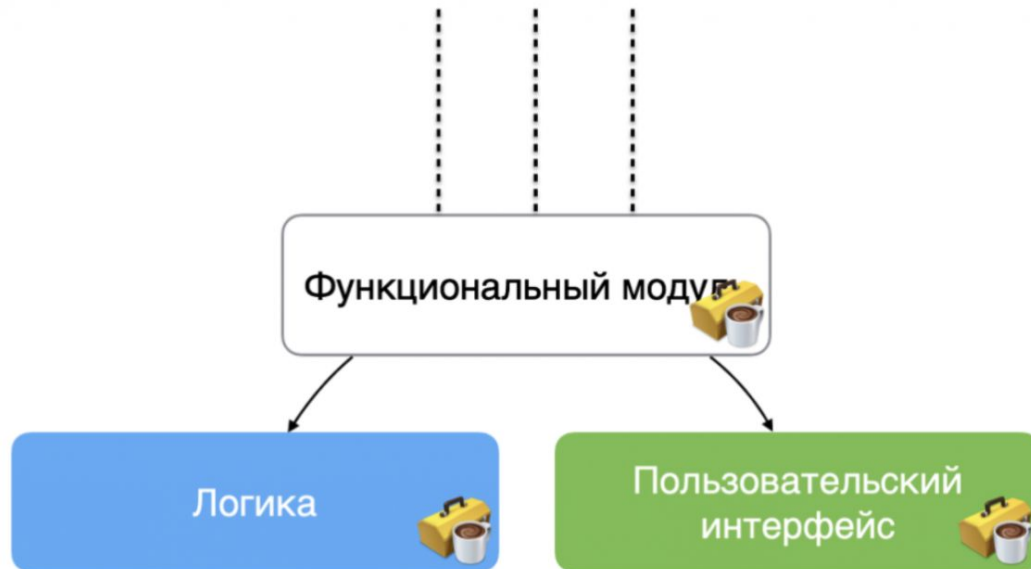 Функциональный модуль
Логика
Пользовательский
интерфейс